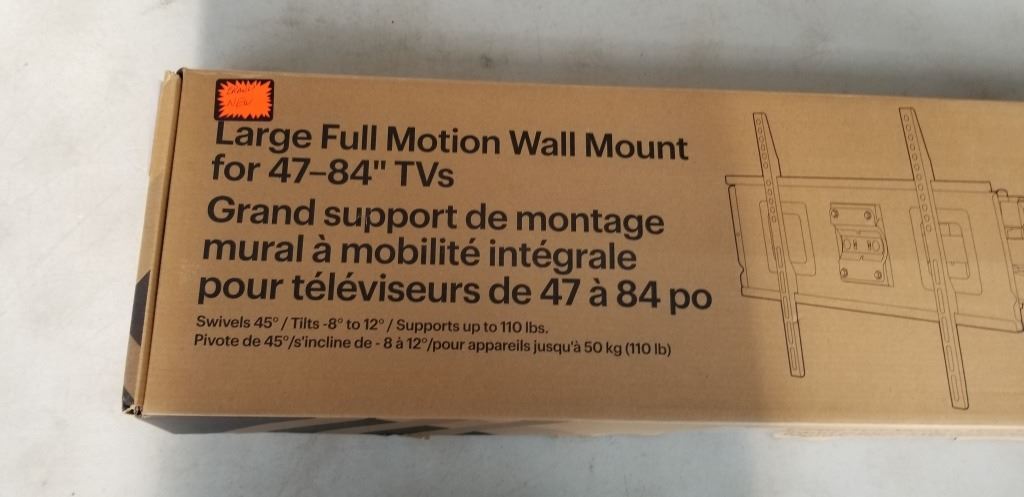 BRAND
NEW
Large Full Motion Wall Mount
for 47–84" TVs
Grand support de montage
mural à mobilité intégrale
pour téléviseurs de 47 à 84 po
Swivels 45° / Tilts -8° to 12° / Supports up to 110 lbs.
Pivote de 45°/s'incline de - 8 à 12°/pour appareils jusqu'à 50 kg (110 lb)